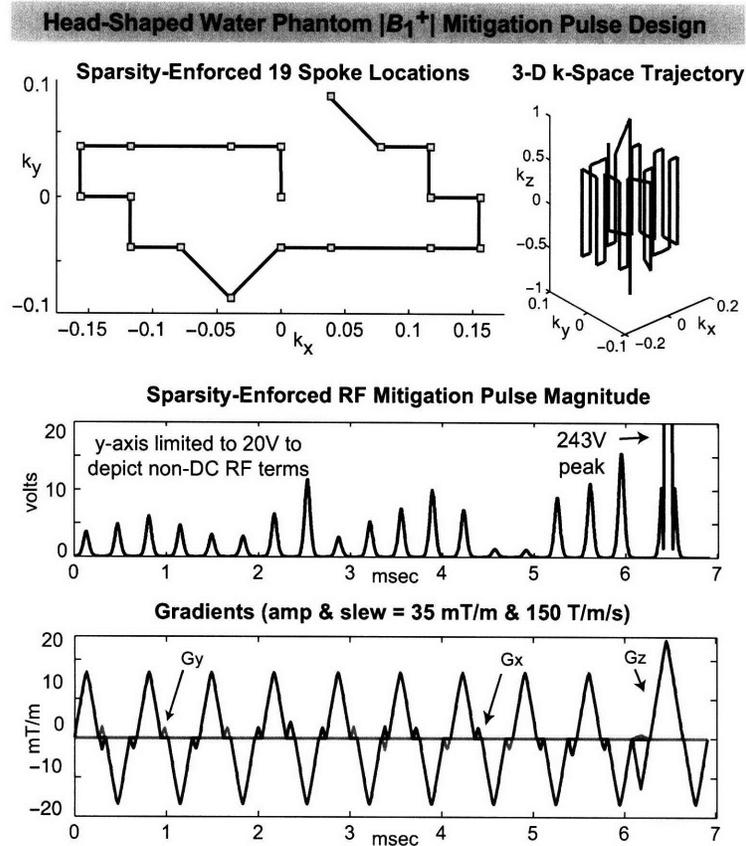 Head-Shaped Water Phantom |B₁⁺| Mitigation Pulse Design
Sparsity-Enforced 19 Spoke Locations
0.1
ky
0
−0.1
−0.15 −0.1 −0.05 0 0.05 0.1 0.15
kx
3-D k-Space Trajectory
1
0.5
kz
0
−0.5
−1
0.1
ky 0
−0.1
−0.2
0 kx
0.2
Sparsity-Enforced RF Mitigation Pulse Magnitude
20
10
0
volts
y-axis limited to 20V to
depict non-DC RF terms
243V
peak
0 1 2 3 4 5 6 7
msec
Gradients (amp & slew = 35 mT/m & 150 T/m/s)
20
10
0
−10
−20
mT/m
Gy
Gx
Gz
0 1 2 3 4 5 6 7
msec